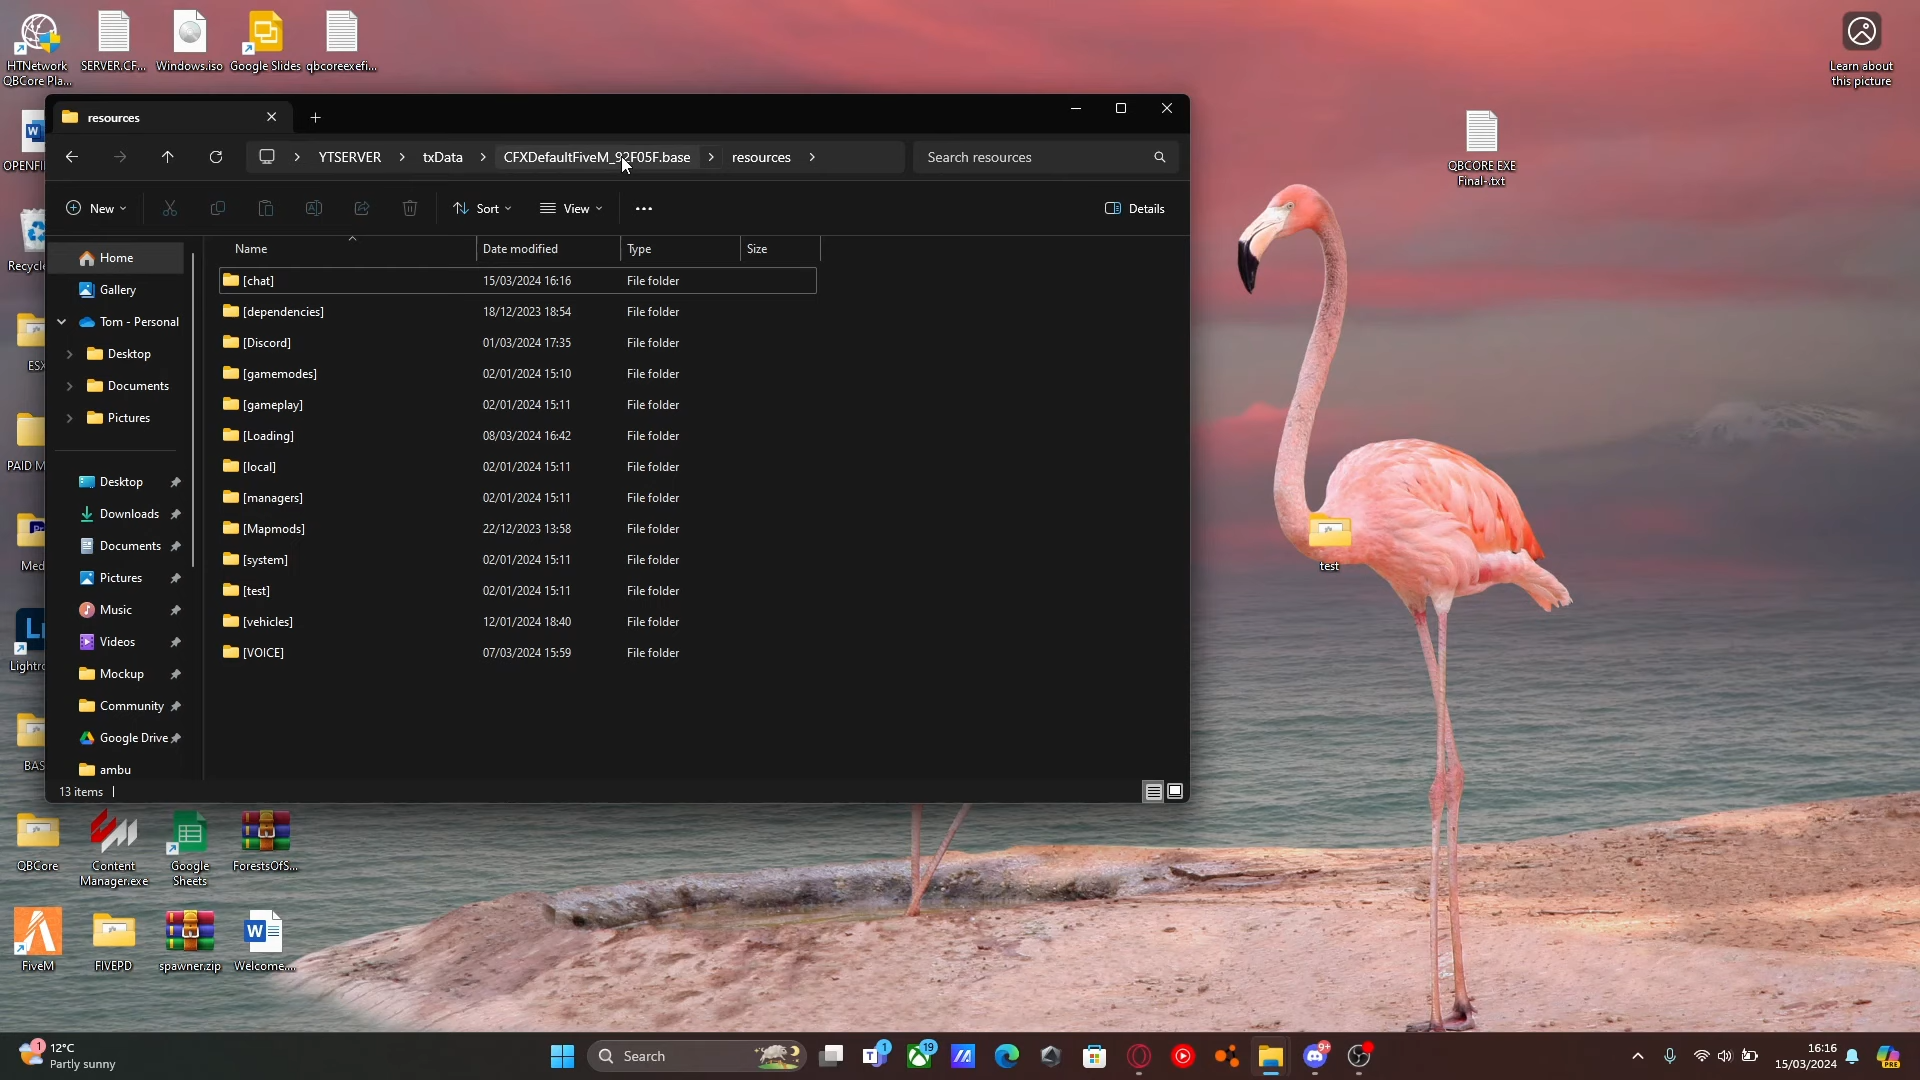 HTNetwork
QBCore Pla...
SERVER.CF...
Windows.iso
Google Slides
qbcoreexefi...
Learn about
this picture
resources
YTSERVER
txData
CFXDefaultFiveM_92F05F.base
resources
Search resources
New
Sort
View
Details
Name
Date modified
Type
Size
[chat] 15/03/2024 16:16 File folder
[dependencies] 18/12/2023 18:54 File folder
[Discord] 01/03/2024 17:35 File folder
[gamemodes] 02/01/2024 15:10 File folder
[gameplay] 02/01/2024 15:11 File folder
[Loading] 08/03/2024 16:42 File folder
[local] 02/01/2024 15:11 File folder
[managers] 02/01/2024 15:11 File folder
[Mapmods] 22/12/2023 13:58 File folder
[system] 02/01/2024 15:11 File folder
[test] 02/01/2024 15:11 File folder
[vehicles] 12/01/2024 18:40 File folder
[VOICE] 07/03/2024 15:59 File folder
Home
Gallery
Tom - Personal
Desktop
Documents
Pictures
Desktop
Downloads
Documents
Pictures
Music
Videos
Mockup
Community
Google Drive
ambu
13 items
OPENFI
Recycle
ESX
PAID M
Med
Lightro
BAS
QBCORE EXE
Final-.txt
test
QBCore
Content
Manager.exe
Google
Sheets
ForestsOfS...
FiveM
FIVEPD
spawner.zip
Welcome....
1
12°C
Partly sunny
Search
1
19
9+
PRE
16:16
15/03/2024